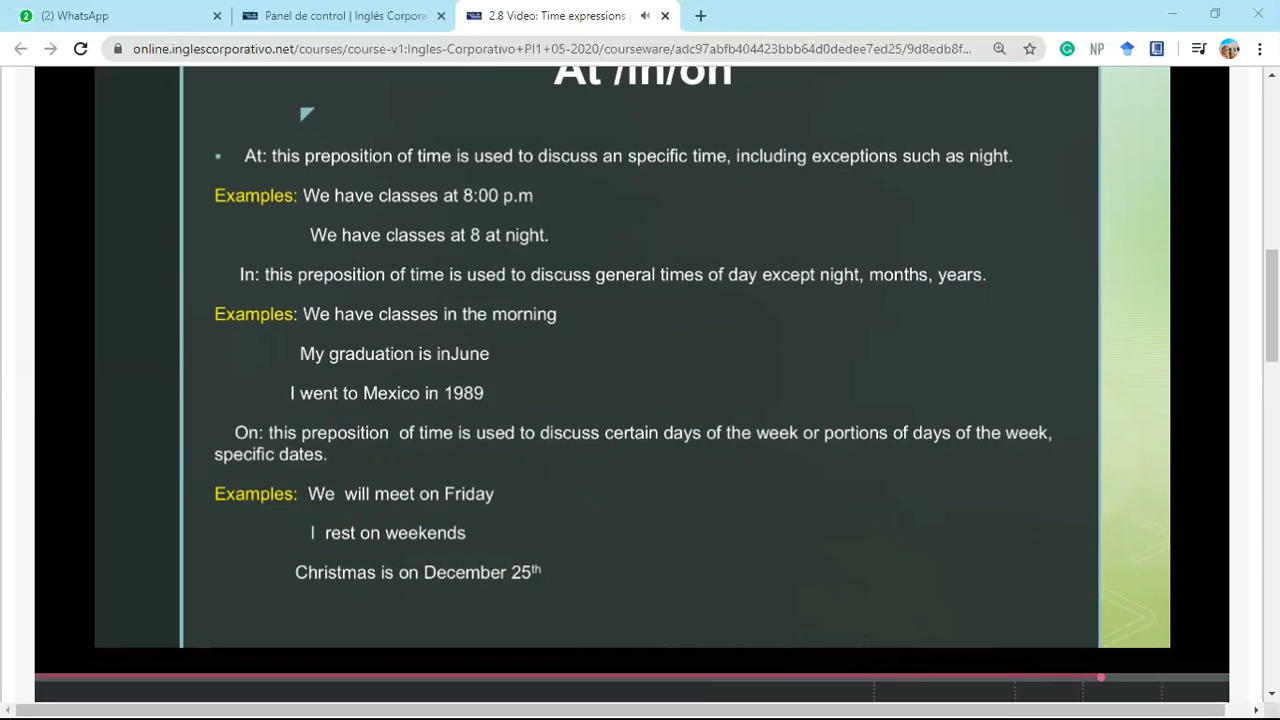 (2) WhatsApp
Panel de control | Inglés Corpora
2.8 Video: Time expressions
online.inglescorporativo.net/courses/course-v1:Ingles-Corporativo+PI1+05-2020/courseware/adc97ad1b404423bbb64d0dedee7ed25/9d8edb8f...
NP
At /in/on
At: this preposition of time is used to discuss an specific time, including exceptions such as night.
Examples: We have classes at 8:00 p.m
We have classes at 8 at night.
In: this preposition of time is used to discuss general times of day except night, months, years.
Examples: We have classes in the morning
My graduation is inJune
I went to Mexico in 1989
On: this preposition of time is used to discuss certain days of the week or portions of days of the week,
specific dates.
Examples: We will meet on Friday
I rest on weekends
Christmas is on December 25th